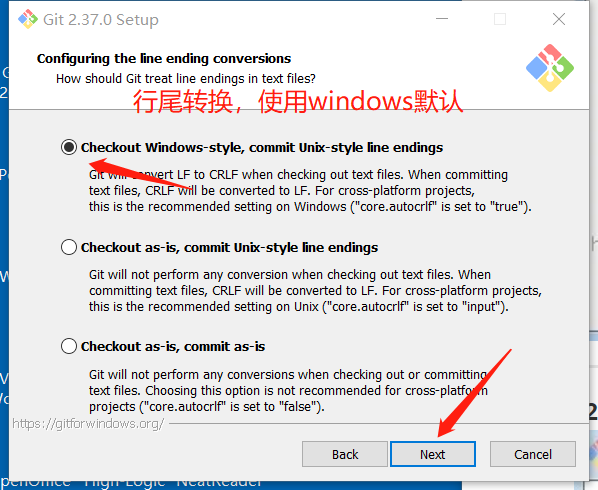 Git 2.37.0 Setup
Configuring the line ending conversions
How should Git treat line endings in text files?
行尾转换，使用windows默认
Checkout Windows-style, commit Unix-style line endings
Git will convert LF to CRLF when checking out text files. When committing
text files, CRLF will be converted to LF. For cross-platform projects,
this is the recommended setting on Windows ("core.autocrlf" is set to "true").
Checkout as-is, commit Unix-style line endings
Git will not perform any conversion when checking out text files. When
committing text files, CRLF will be converted to LF. For cross-platform projects,
this is the recommended setting on Unix ("core.autocrlf" is set to "input").
Checkout as-is, commit as-is
Git will not perform any conversions when checking out or committing
text files. Choosing this option is not recommended for cross-platform
projects ("core.autocrlf" is set to "false").
https://gitforwindows.org/
Back
Next
Cancel
penOffice High-Logic NeatReader